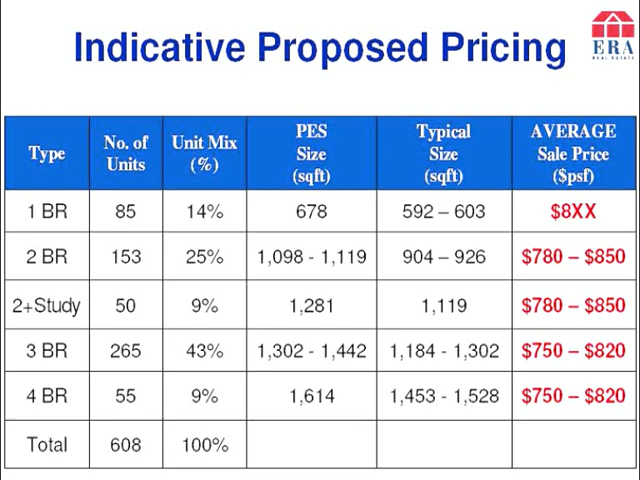 Indicative Proposed Pricing
ERA
REAL ESTATE
Type No. of Units Unit Mix (%) PES Size (sqft) Typical Size (sqft) AVERAGE Sale Price ($psf)
1 BR 85 14% 678 592 – 603 $8XX
2 BR 153 25% 1,098 - 1,119 904 – 926 $780 – $850
2+Study 50 9% 1,281 1,119 $780 – $850
3 BR 265 43% 1,302 - 1,442 1,184 - 1,302 $750 – $820
4 BR 55 9% 1,614 1,453 - 1,528 $750 – $820
Total 608 100%